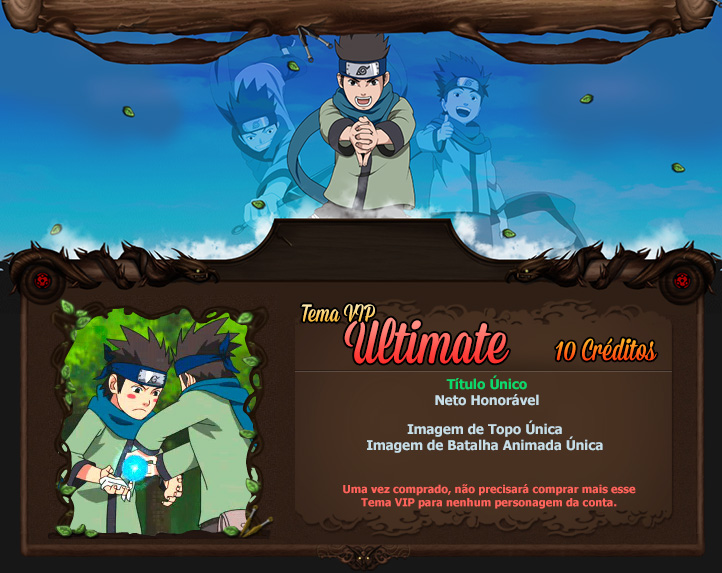 Tema VIP
Ultimate
10 Créditos
Título Único
Neto Honorável
Imagem de Topo Única
Imagem de Batalha Animada Única
Uma vez comprado, não precisará comprar mais esse
Tema VIP para nenhum personagem da conta.